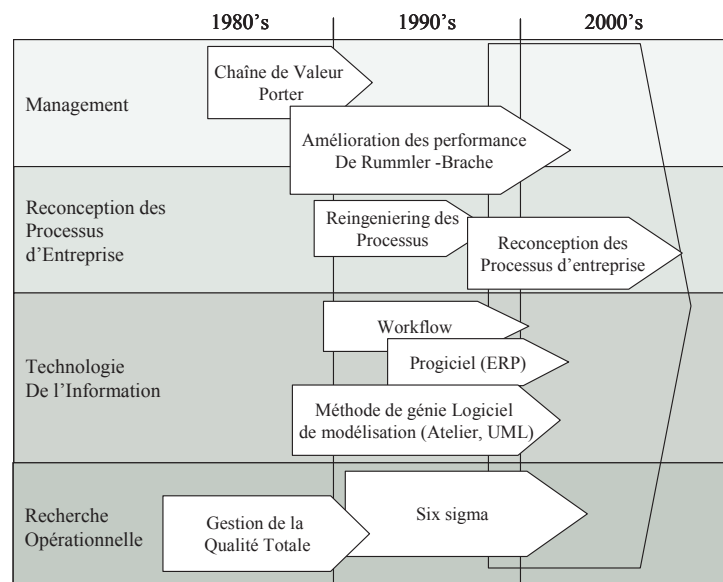 1980's 1990's 2000's
Chaîne de Valeur
Porter
Management
Amélioration des performance
De Rummler -Brache
Reconception des
Processus
d'Entreprise
Reingeniering des
Processus
Reconception des
Processus d'entreprise
Workflow
Progiciel (ERP)
Technologie
De l'Information
Méthode de génie Logiciel
de modélisation (Atelier, UML)
Recherche
Opérationnelle
Gestion de la
Qualité Totale
Six sigma